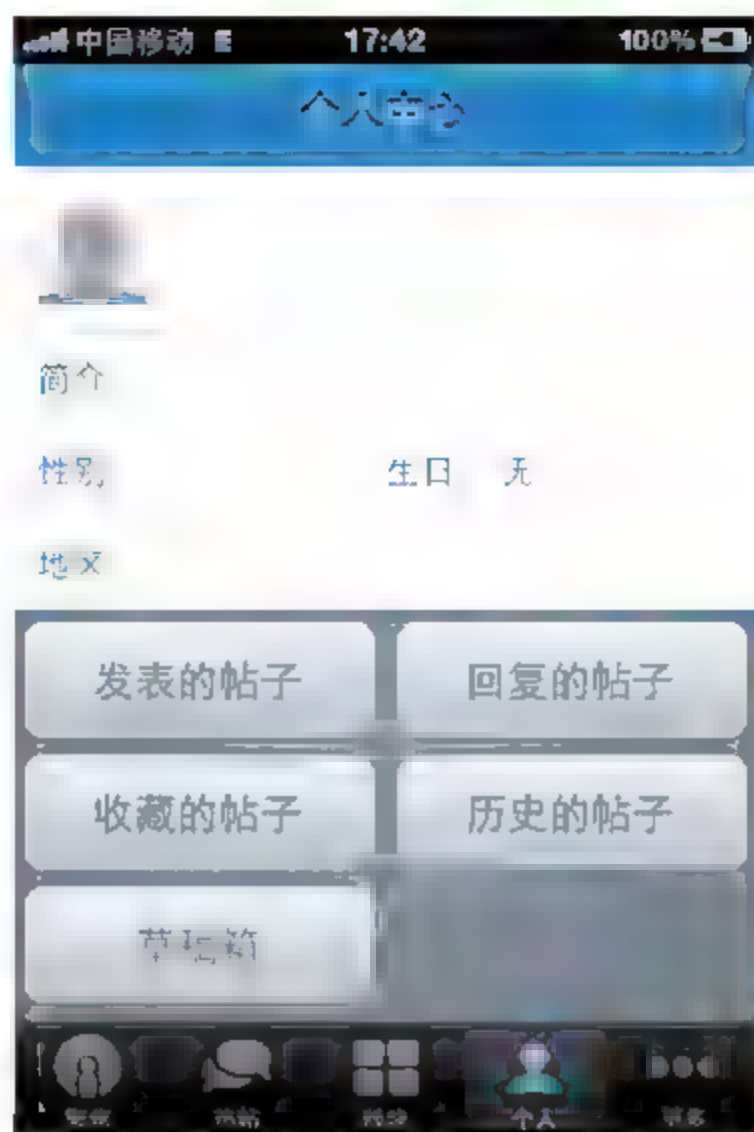 中国移动 E 17:42 100%
个人中心
简介
性别 生日 无
地区
发表的帖子 回复的帖子
收藏的帖子 历史的帖子
草稿箱
个人 更多